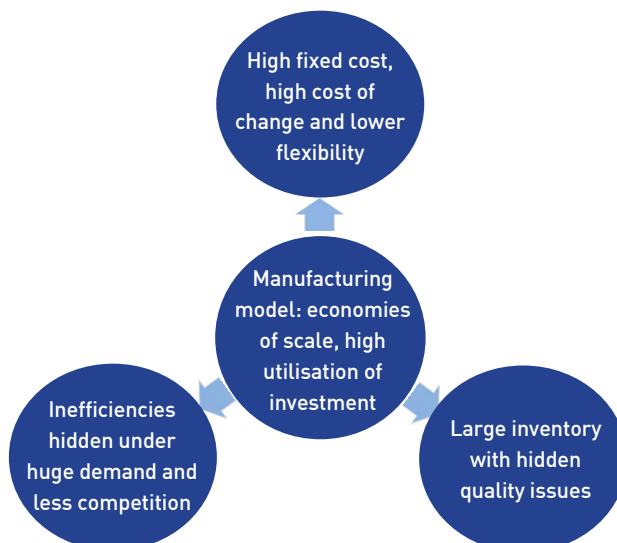 High fixed cost,
high cost of
change and lower
flexibility
Manufacturing
model: economies
of scale, high
utilisation of
investment
Inefficiencies
hidden under
huge demand and
less competition
Large inventory
with hidden
quality issues